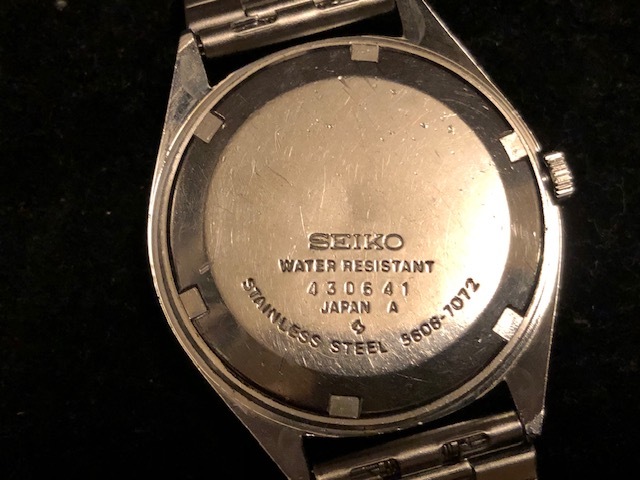 SEIKO
WATER RESISTANT
430641
JAPAN A
STAINLESS STEEL 5606-7072